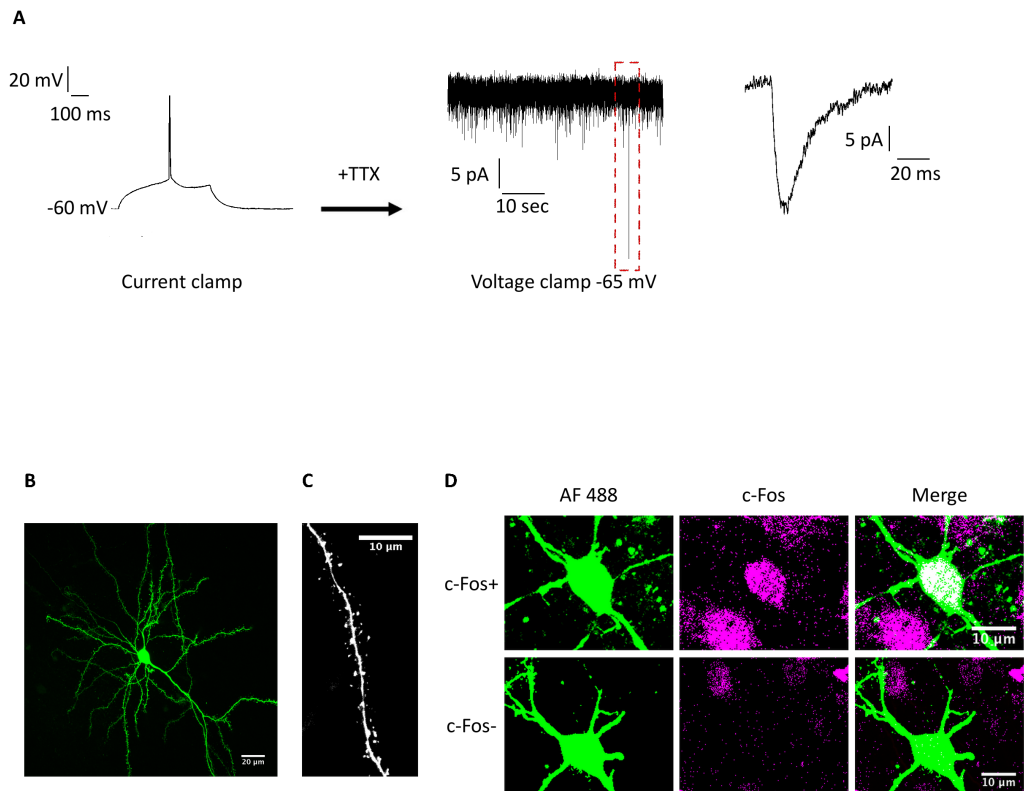 A
20 mV
100 ms
-60 mV
+TTX
Current clamp
5 pA
10 sec
Voltage clamp -65 mV
5 pA
20 ms
B
C
D
AF 488
c-Fos
Merge
10 µm
c-Fos+
10 µm
c-Fos-
20 µm
10 µm